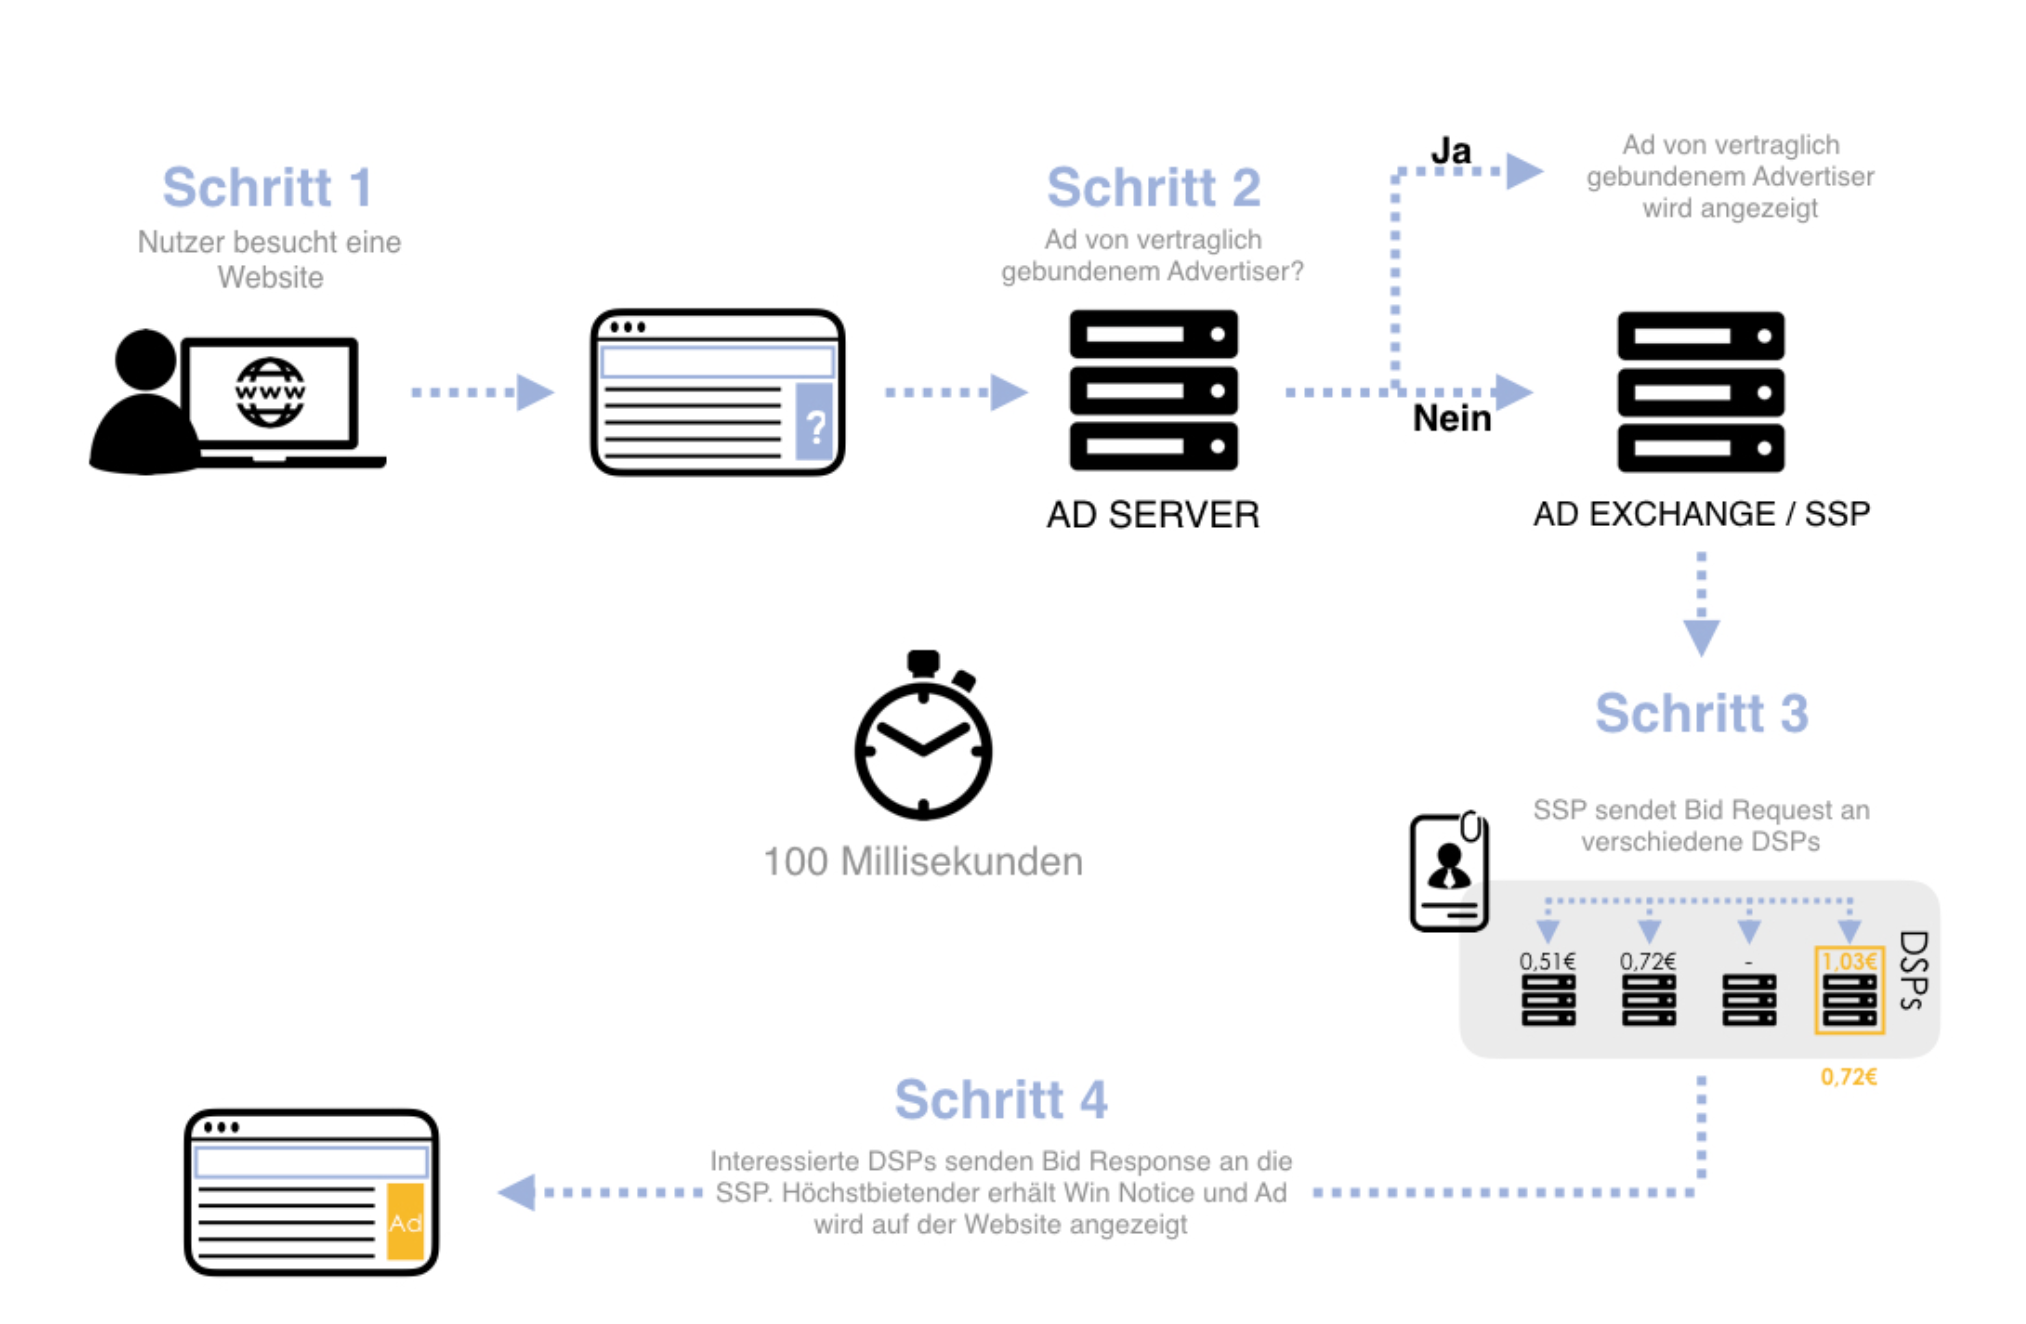 Schritt 1
Nutzer besucht eine
Website
www
?
Schritt 2
Ad von vertraglich
gebundenem Advertiser?
AD SERVER
Ja
Ad von vertraglich
gebundenem Advertiser
wird angezeigt
Nein
AD EXCHANGE / SSP
100 Millisekunden
Schritt 3
SSP sendet Bid Request an
verschiedene DSPs
0,51€
0,72€
-
1,03€
DSPs
0,72€
Schritt 4
Interessierte DSPs senden Bid Response an die
SSP. Höchstbietender erhält Win Notice und Ad
wird auf der Website angezeigt
Ad